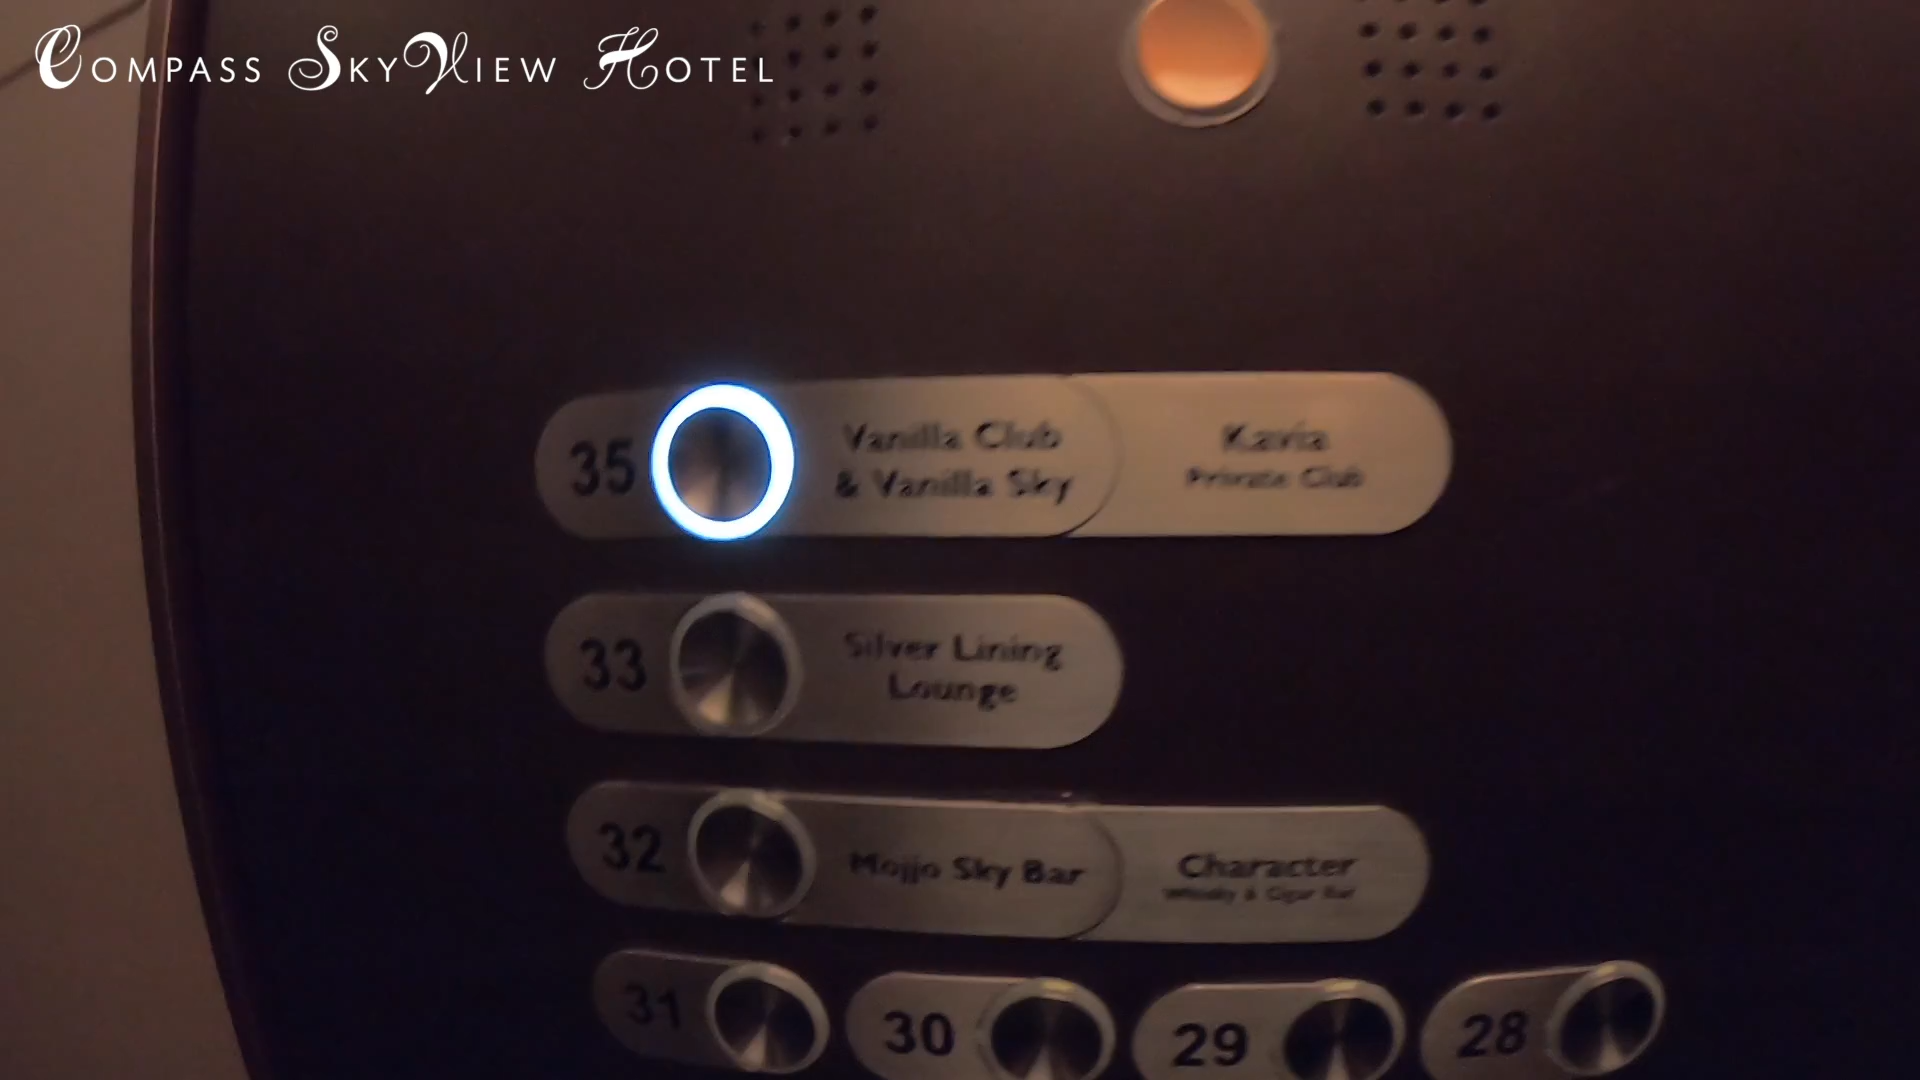 Compass SkyView Hotel
35 Vanilla Club Kavia
& Vanilla Sky Private Club
33 Silver Lining
Lounge
32 Mojjo Sky Bar Character
Whisky & Cigar Bar
31 30 29 28